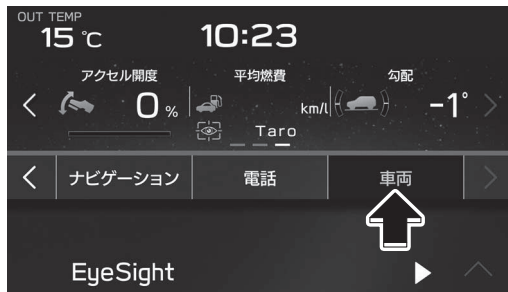 OUT TEMP
15 ℃ 10:23
アクセル開度 平均燃費 勾配
0 % km/l -1°
Taro
ナビゲーション 電話 車両
EyeSight